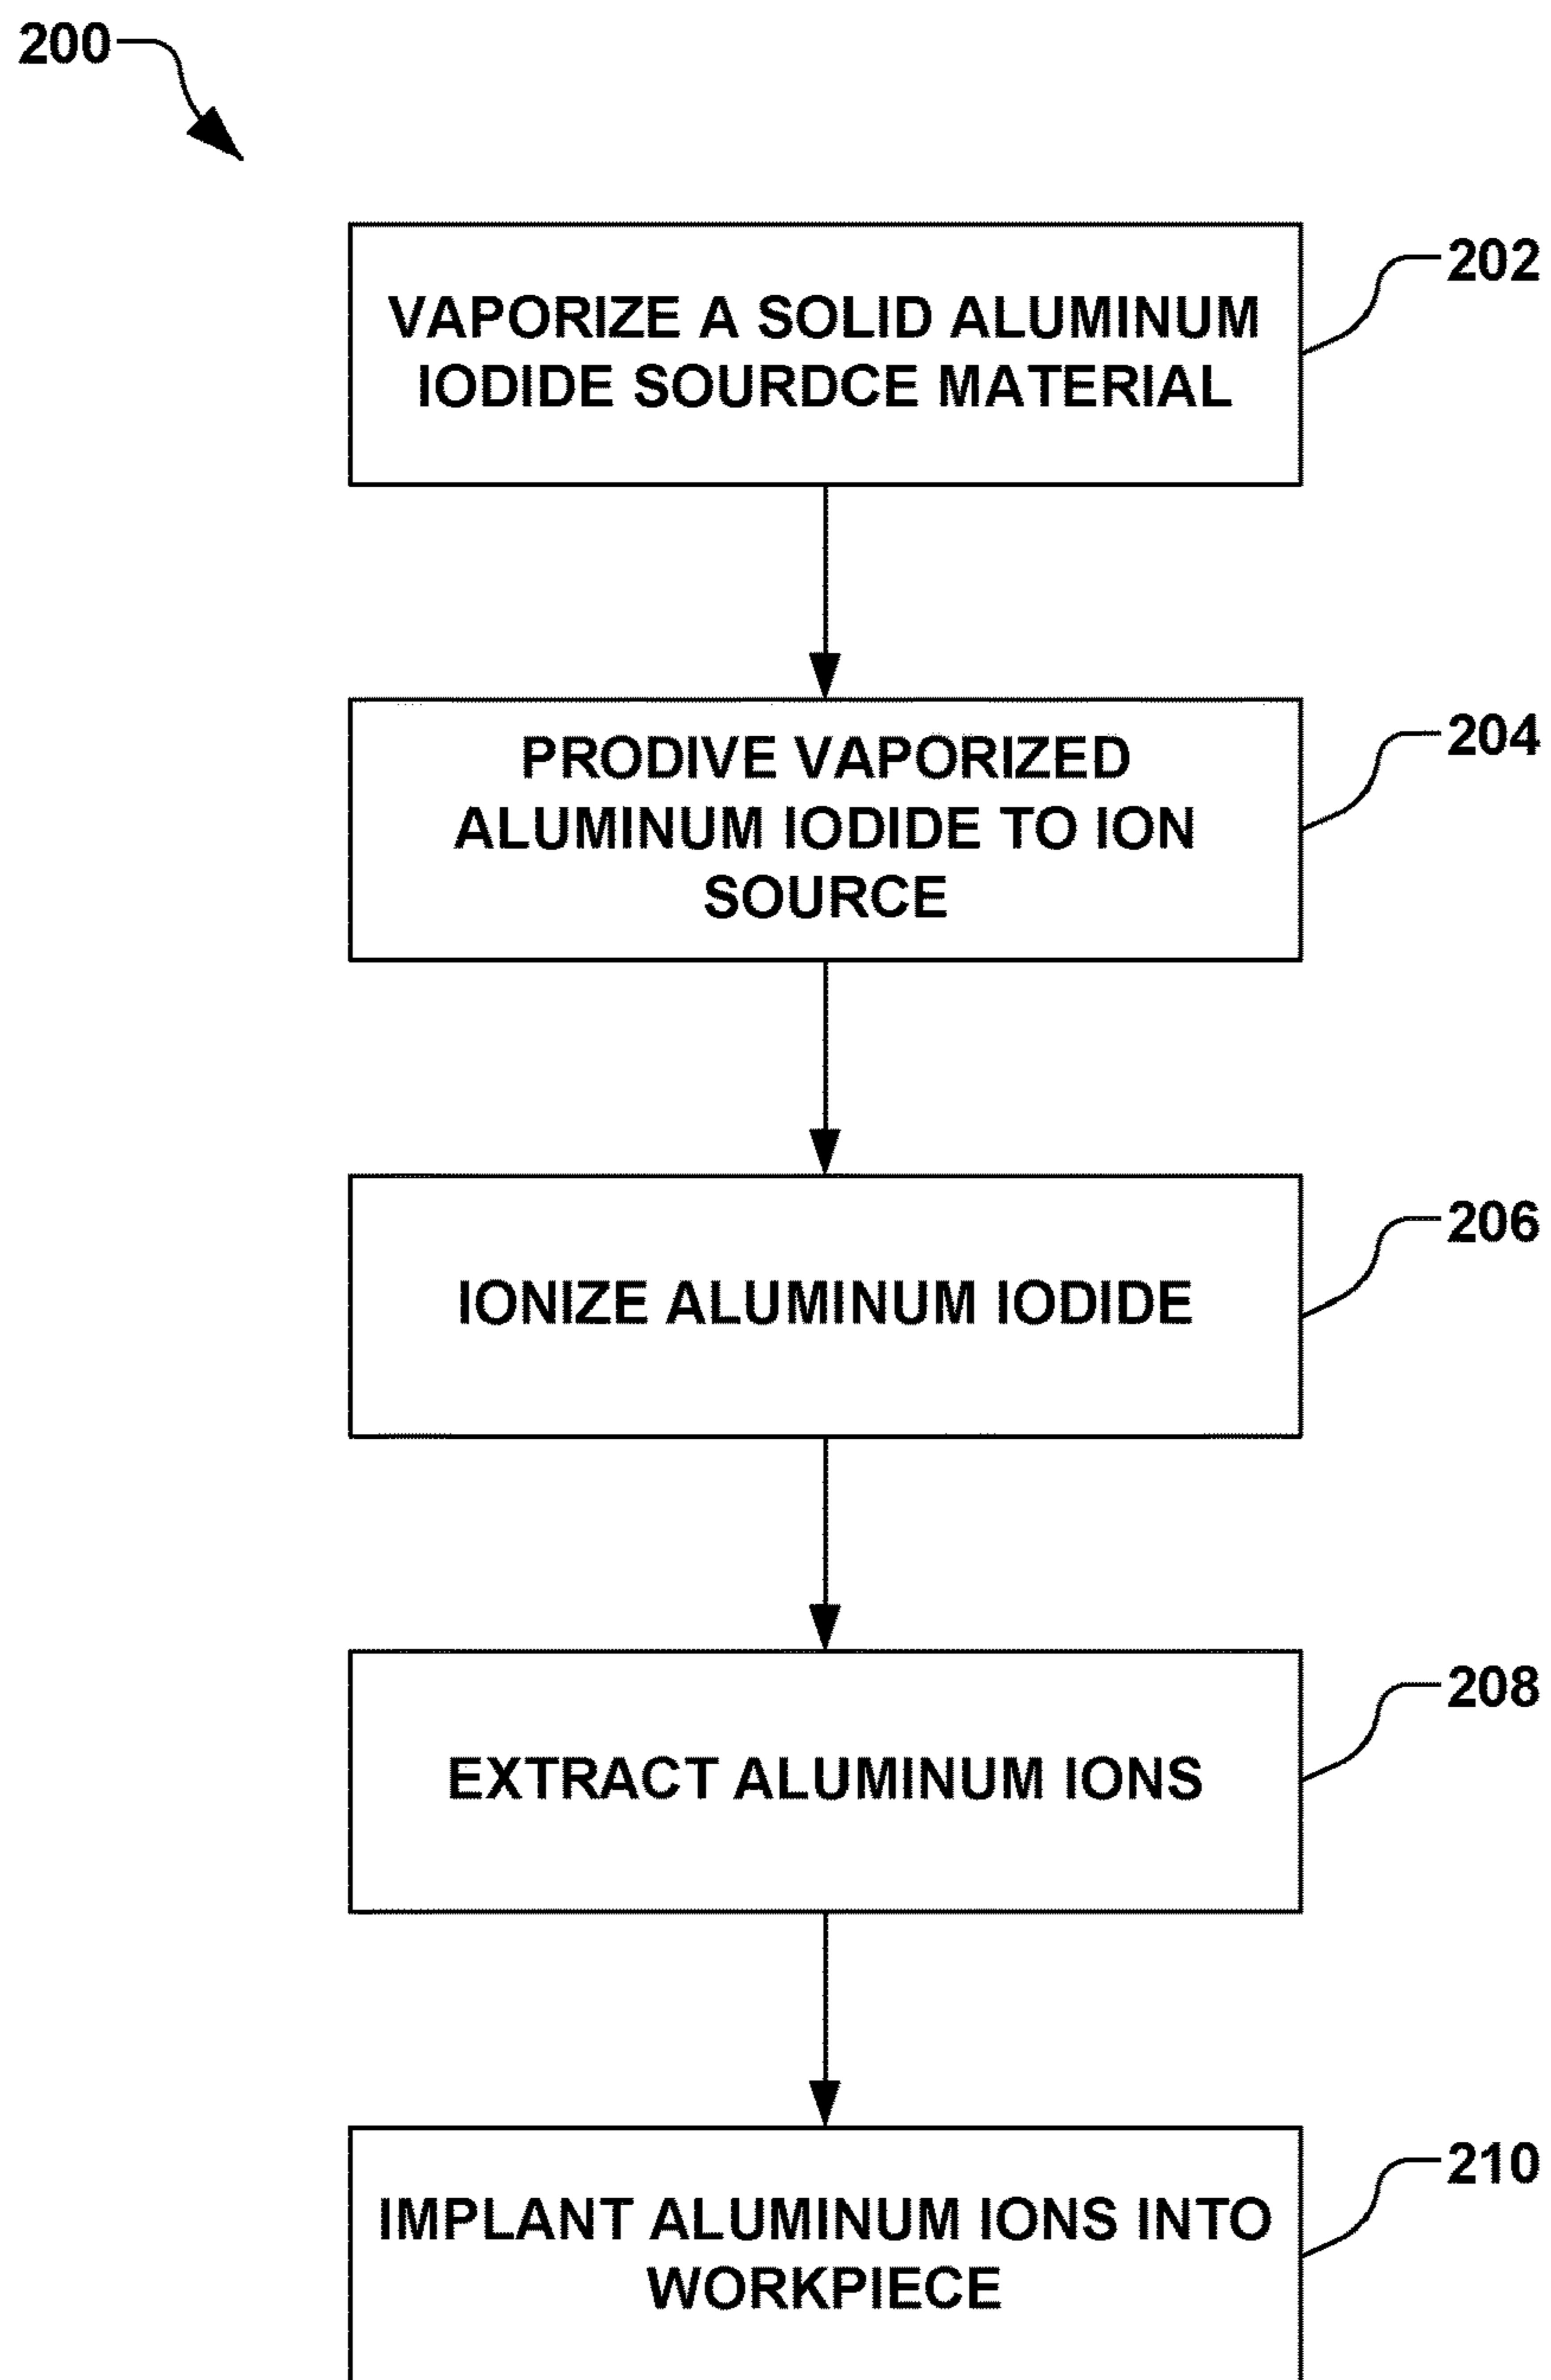 200
VAPORIZE A SOLID ALUMINUM
IODIDE SOURDCE MATERIAL
202
PRODIVE VAPORIZED
ALUMINUM IODIDE TO ION
SOURCE
204
IONIZE ALUMINUM IODIDE
206
EXTRACT ALUMINUM IONS
208
IMPLANT ALUMINUM IONS INTO
WORKPIECE
210